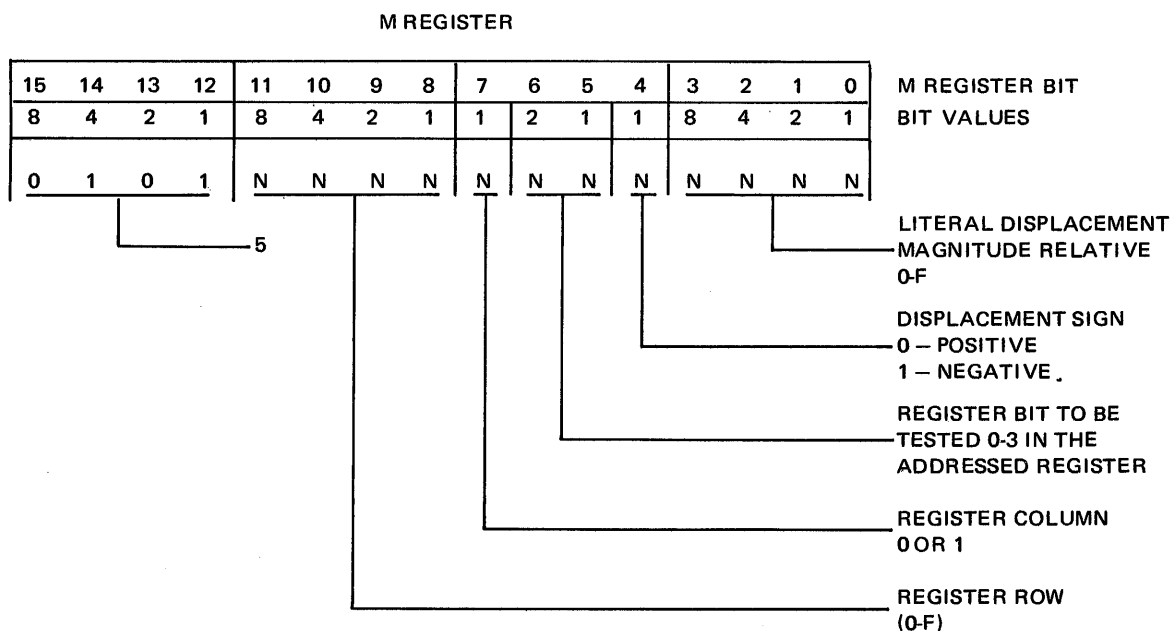 M REGISTER
15 14 13 12 11 10 9 8 7 6 5 4 3 2 1 0 M REGISTER BIT
8 4 2 1 8 4 2 1 1 2 1 1 8 4 2 1 BIT VALUES
0 1 0 1 N N N N N N N N N N N N
5
LITERAL DISPLACEMENT
MAGNITUDE RELATIVE
0-F
DISPLACEMENT SIGN
0 – POSITIVE
1 – NEGATIVE.
REGISTER BIT TO BE
TESTED 0-3 IN THE
ADDRESSED REGISTER
REGISTER COLUMN
0 OR 1
REGISTER ROW
(0-F)